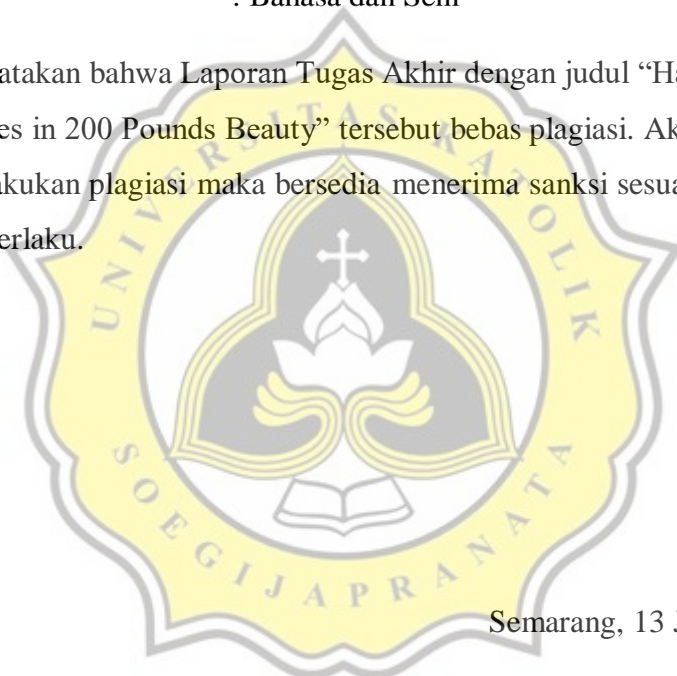 : Bahasa dan Seni
atakan bahwa Laporan Tugas Akhir dengan judul “Ha
es in 200 Pounds Beauty” tersebut bebas plagiasi. Ak
akukan plagiasi maka bersedia menerima sanksi sesua
erlaku.
UNIVERSITAS KATOLIK
SOEGIJAPRANATA
Semarang, 13 J